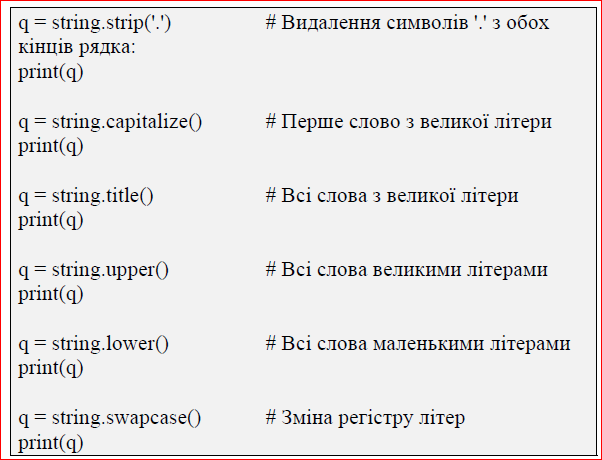 q = string.strip('.') # Видалення символів '.' з обох
кінців рядка:
print(q)
q = string.capitalize() # Перше слово з великої літери
print(q)
q = string.title() # Всі слова з великої літери
print(q)
q = string.upper() # Всі слова великими літерами
print(q)
q = string.lower() # Всі слова маленькими літерами
print(q)
q = string.swapcase() # Зміна регістру літер
print(q)